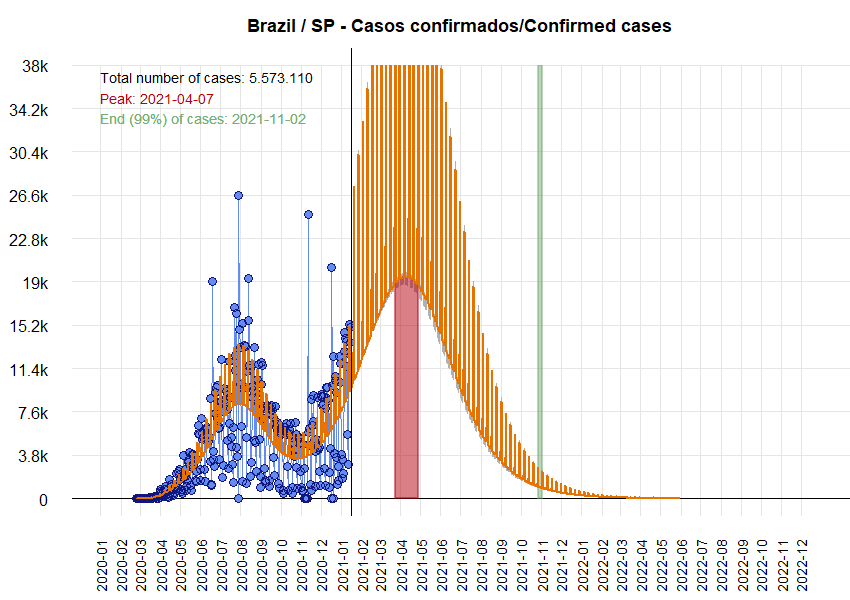 Brazil / SP - Casos confirmados/Confirmed cases
38k
Total number of cases: 5.573.110
Peak: 2021-04-07
34.2k
End (99%) of cases: 2021-11-02
30.4k
26.6k
22.8k
19k
15.2k
11.4k
7.6k
3.8k
0
2020-01
2020-02
2020-03
2020-04
2020-05
2020-06
2020-07
2020-08
2020-09
2020-10
2020-11
2020-12
2021-01
2021-02
2021-03
2021-04
2021-05
2021-06
2021-07
2021-08
2021-09
2021-10
2021-11
2021-12
2022-01
2022-02
2022-03
2022-04
2022-05
2022-06
2022-07
2022-08
2022-09
2022-10
2022-11
2022-12